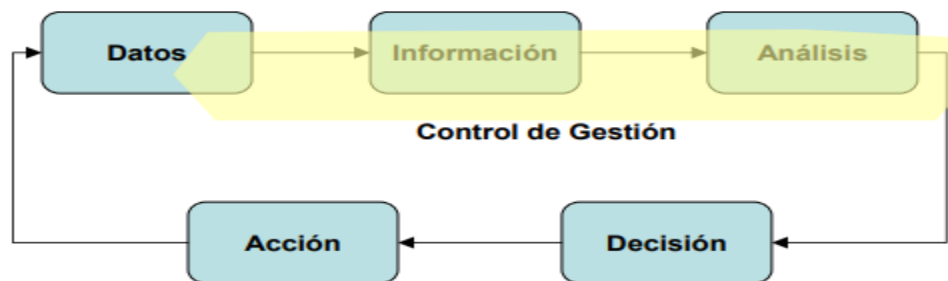 Datos
Información
Análisis
Control de Gestión
Acción
Decisión